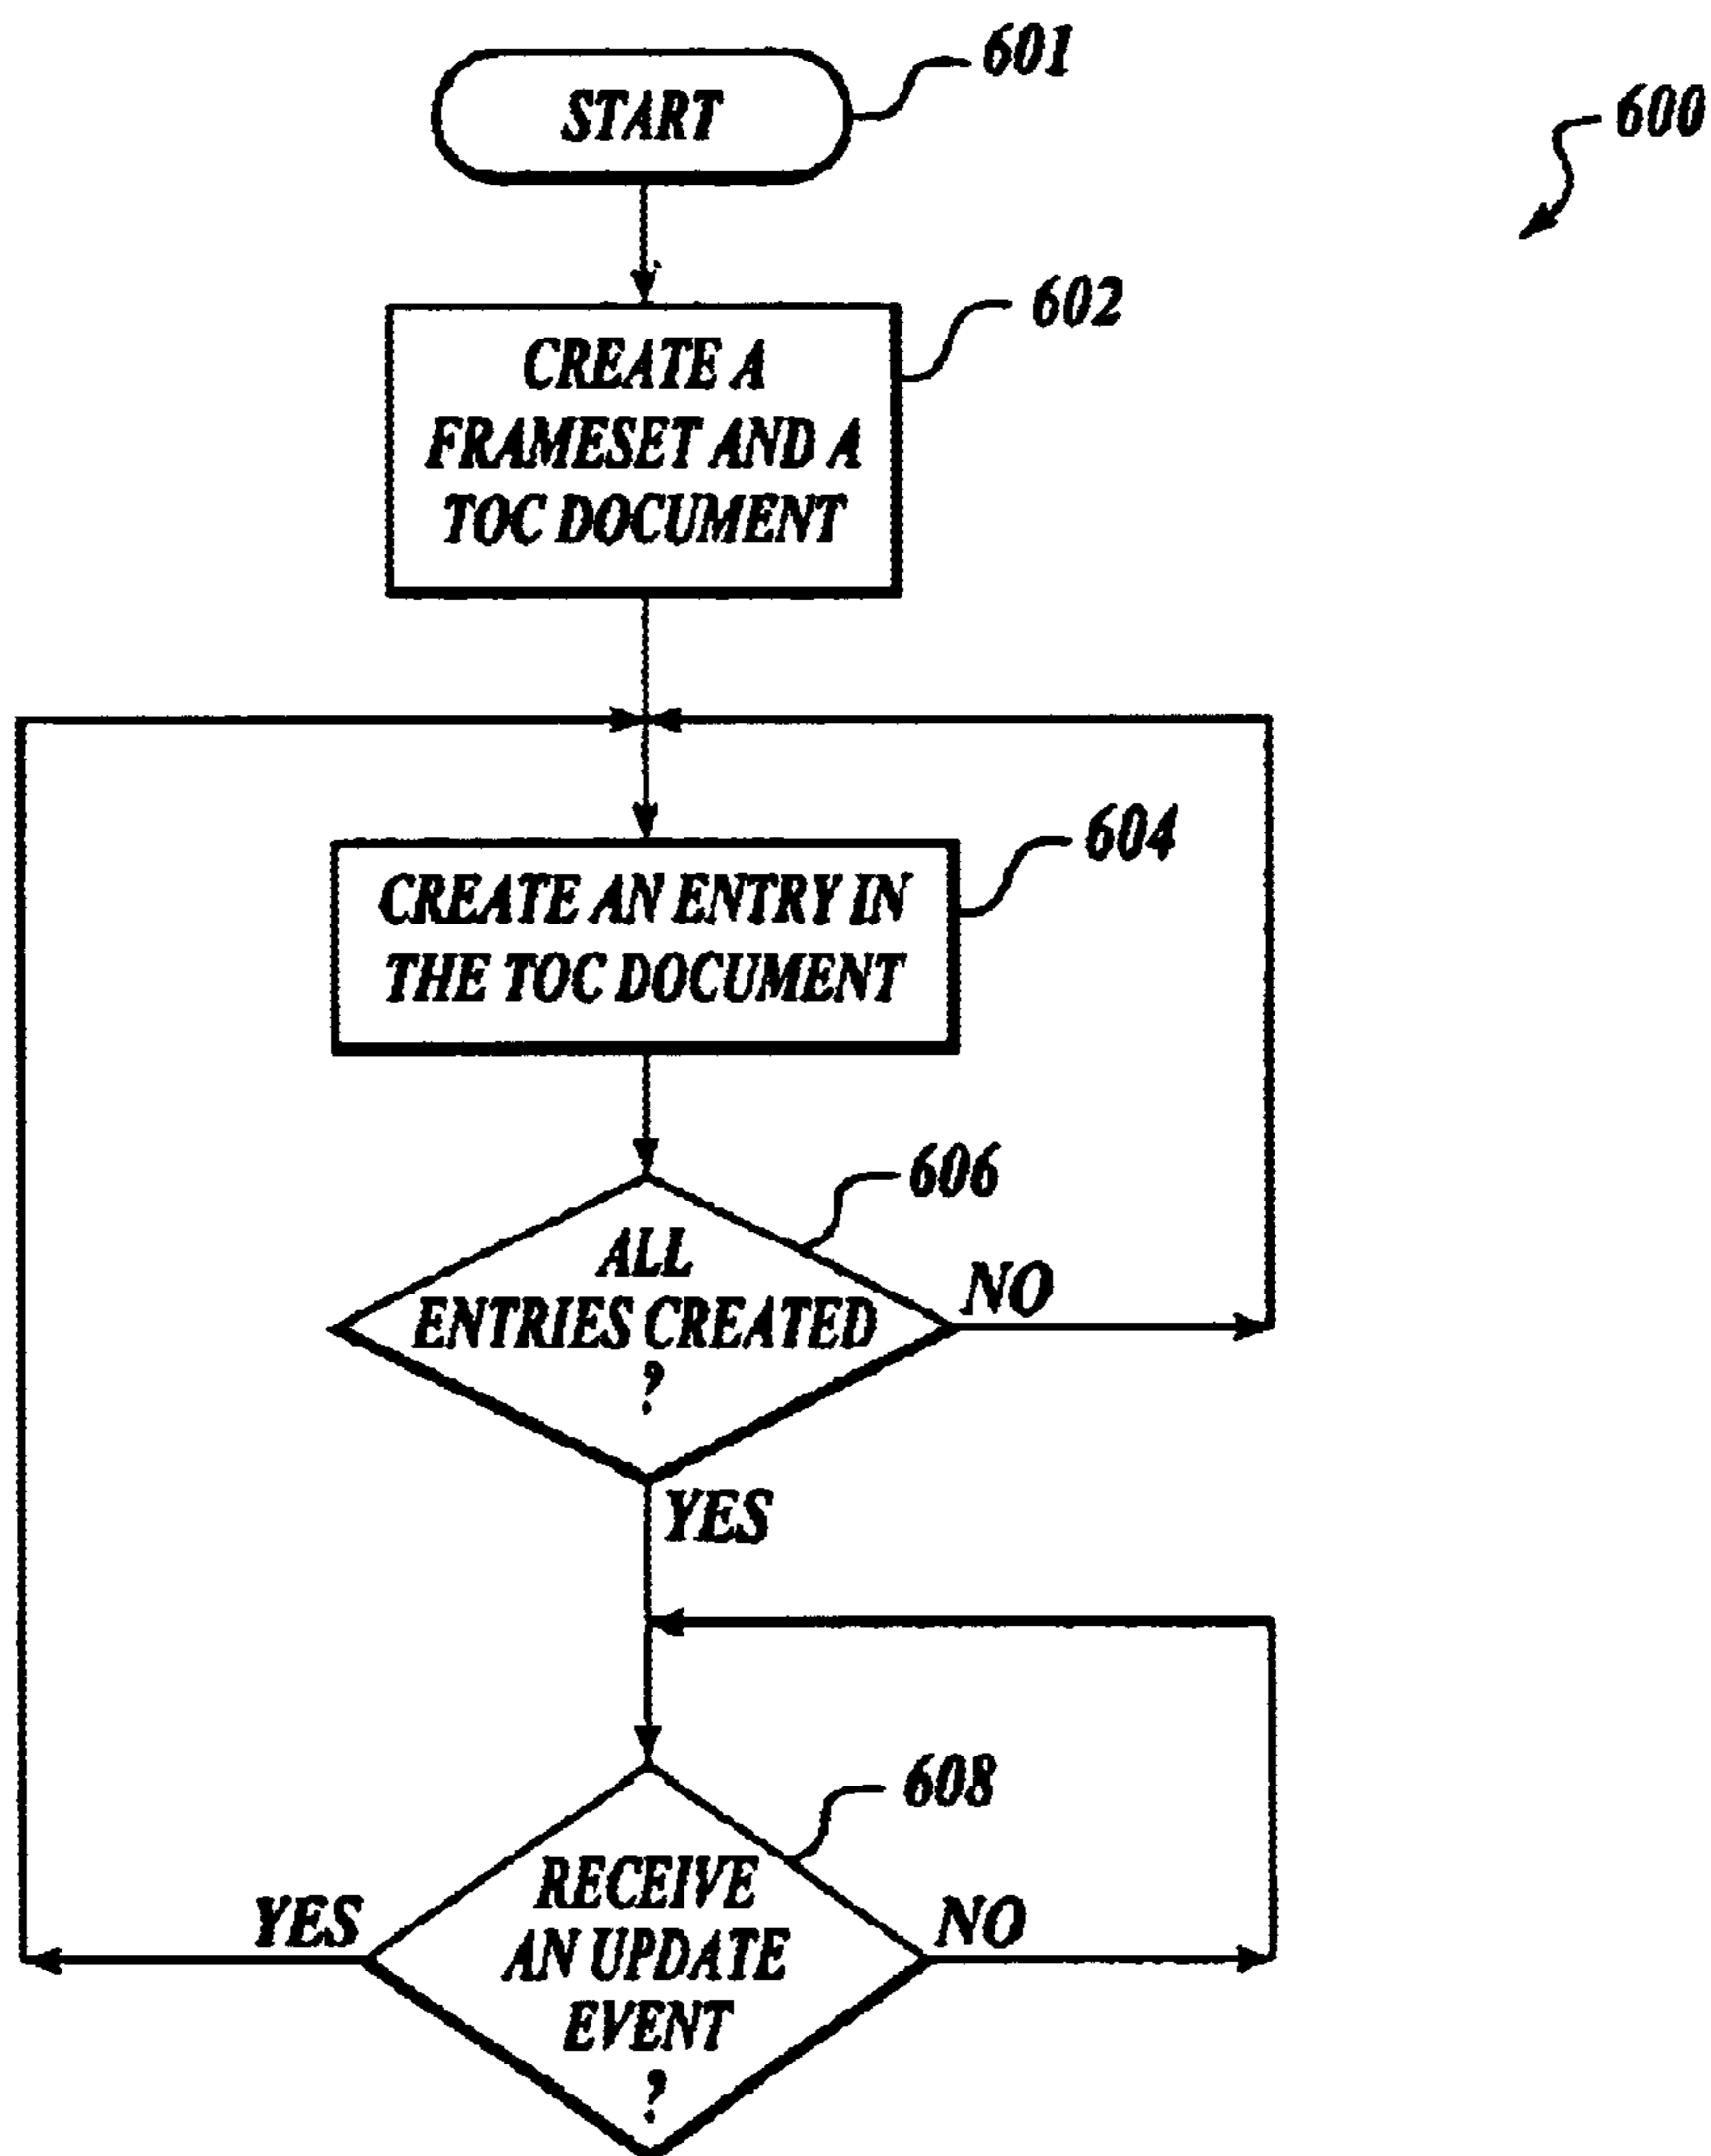 601
START
600
602
CREATE A
FRAMESET AND A
TOC DOCUMENT
604
CREATE AN ENTRY IN
THE TOC DOCUMENT
606
ALL
ENTRIES CREATED
?
NO
YES
608
RECEIVE
AN UPDATE
EVENT
?
YES
NO